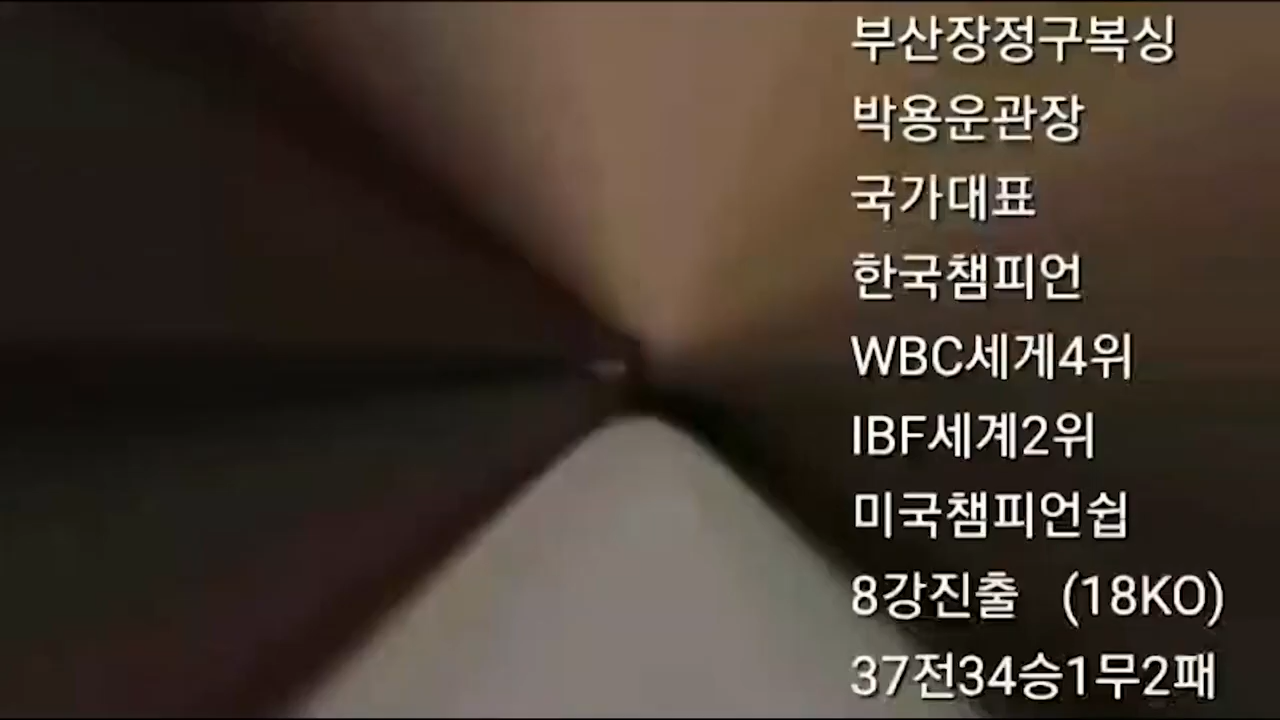 부산장정구복싱
박용운관장
국가대표
한국챔피언
WBC세게4위
IBF세계2위
미국챔피언쉽
8강진출 (18KO)
37전34승1무2패